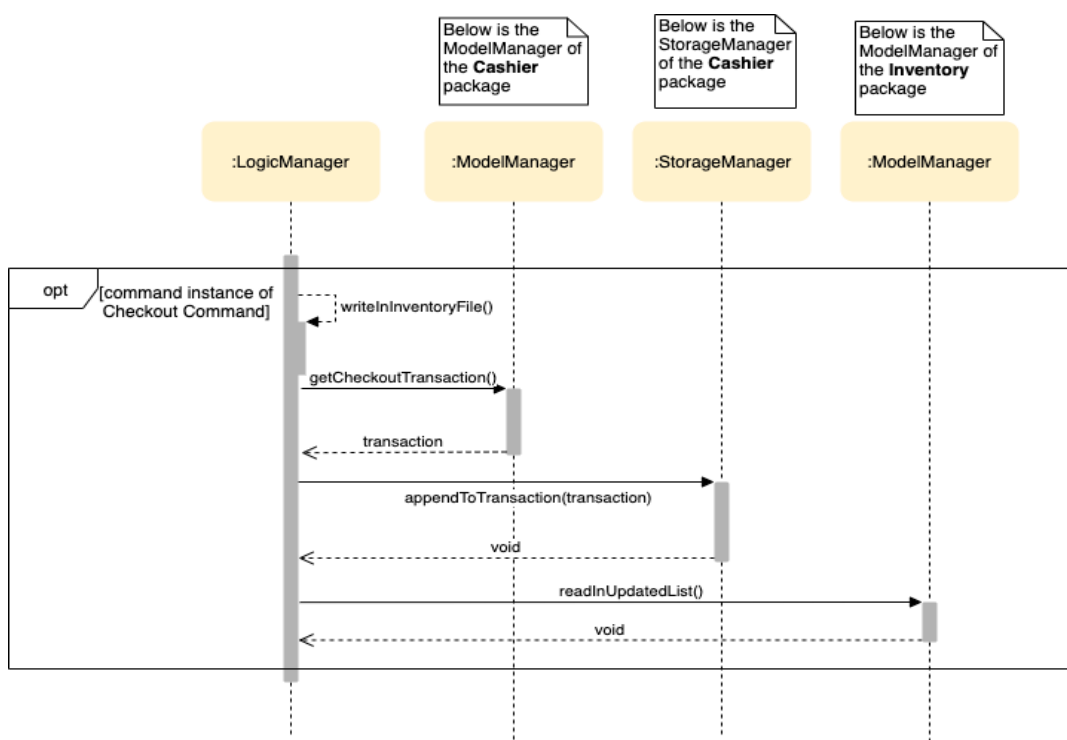 Below is the
ModelManager of
the Cashier
package
Below is the
StorageManager
of the Cashier
package
Below is the
ModelManager of
the Inventory
package
:LogicManager
:ModelManager
:StorageManager
:ModelManager
opt
[command instance of
Checkout Command]
writeInInventoryFile()
getCheckoutTransaction()
transaction
appendToTransaction(transaction)
void
readInUpdatedList()
void